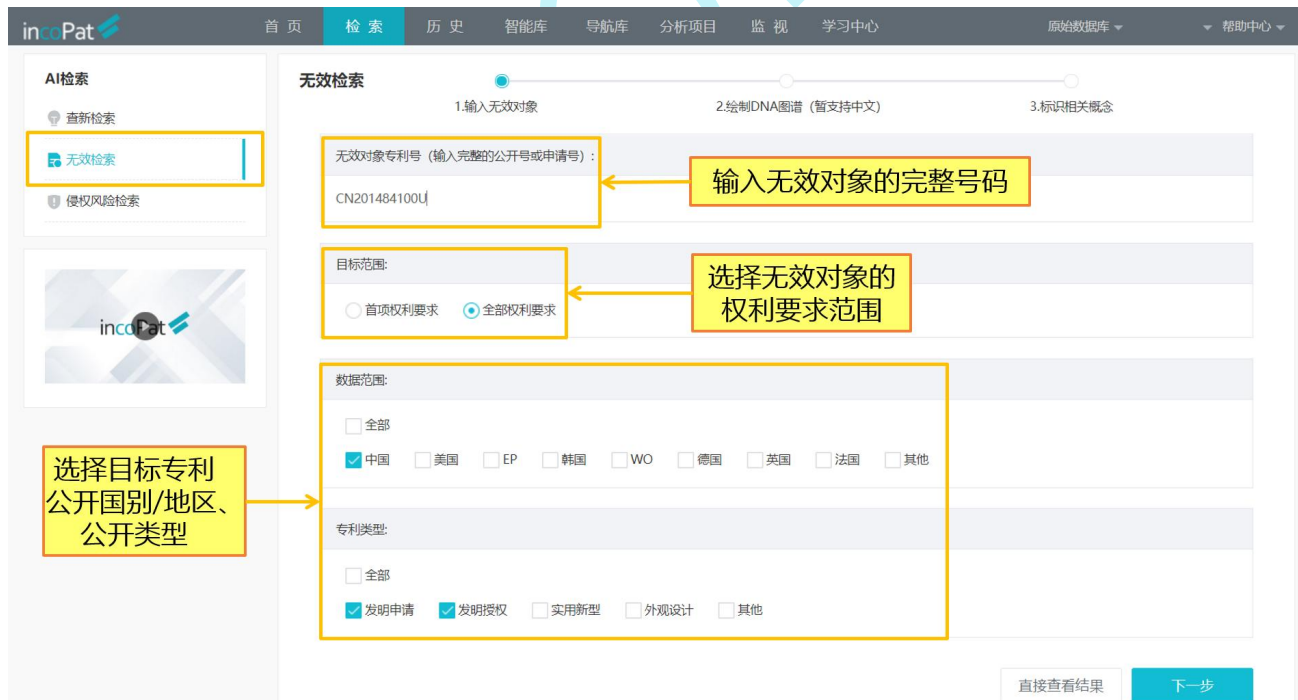 incoPat 首 页 检 索 历 史 智能库 导航库 分析项目 监 视 学习中心 原始数据库 帮助中心
AI检索
查新检索
无效检索
侵权风险检索
incoPat
无效检索
1.输入无效对象 2.绘制DNA图谱（暂支持中文） 3.标识相关概念
无效对象专利号（输入完整的公开号或申请号）:
CN201484100U
输入无效对象的完整号码
目标范围:
首项权利要求 全部权利要求
选择无效对象的
权利要求范围
数据范围:
全部
中国 美国 EP 韩国 WO 德国 英国 法国 其他
选择目标专利
公开国别/地区、
公开类型
专利类型:
全部
发明申请 发明授权 实用新型 外观设计 其他
直接查看结果 下一步